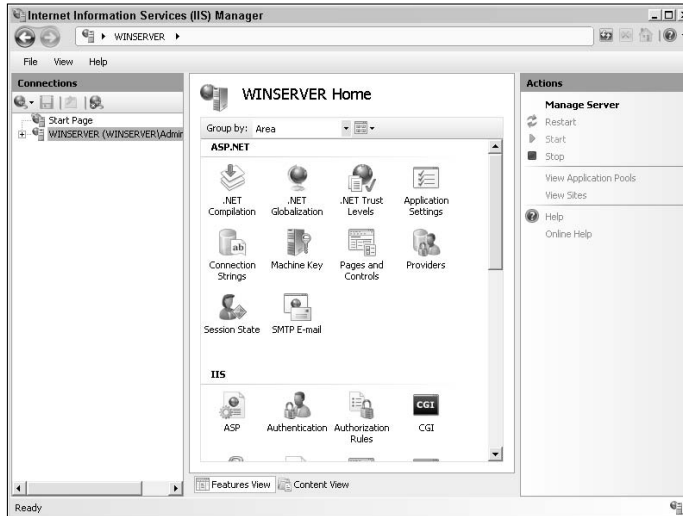 Internet Information Services (IIS) Manager
WINSERVER
File View Help
Connections
Start Page
WINSERVER (WINSERVER\Admir
WINSERVER Home
Group by: Area
ASP.NET
.NET Compilation
.NET Globalization
.NET Trust Levels
Application Settings
ab
Connection Strings
Machine Key
Pages and Controls
Providers
Session State
SMTP E-mail
IIS
ASP
Authentication
Authorization Rules
CGI
CGI
Features View
Content View
Actions
Manage Server
Restart
Start
Stop
View Application Pools
View Sites
Help
Online Help
Ready